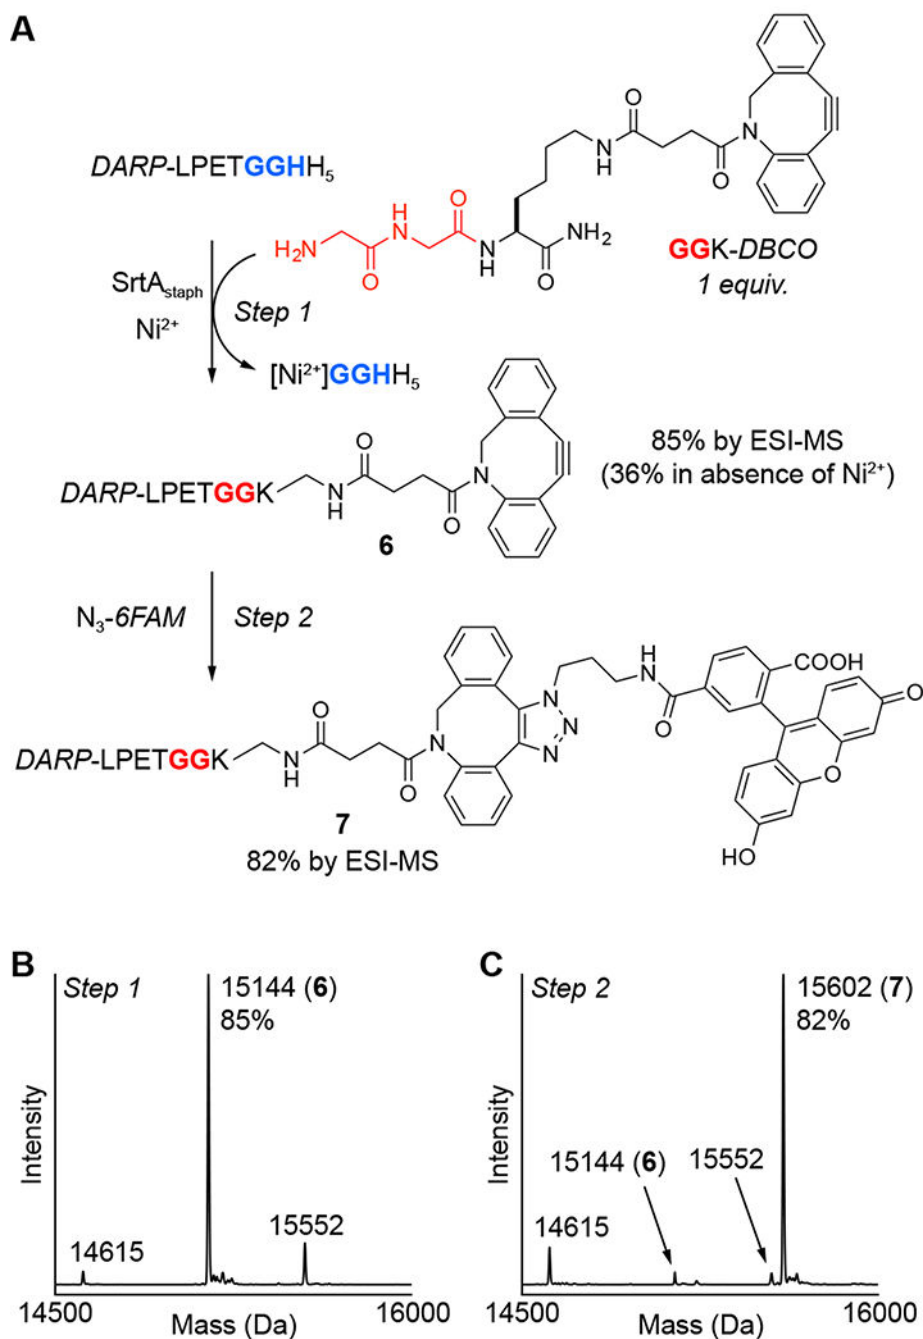 A
DARP-LPETGGHH₅
GGK-DBCO
1 equiv.
SrtAstaph
Ni²⁺
Step 1
H₂N
O
H
N
O
N
H
O
NH₂
N
H
O
O
N
[Ni²⁺]GGHH₅
DARP-LPETGGK
N
H
O
O
N
6
85% by ESI-MS
(36% in absence of Ni²⁺)
N₃-6FAM
Step 2
DARP-LPETGGK
N
H
O
O
N
N
N
N
H
N
O
COOH
O
O
HO
7
82% by ESI-MS
B
Step 1
15144 (6)
85%
14615
15552
Intensity
14500
16000
Mass (Da)
C
Step 2
15602 (7)
82%
15144 (6)
15552
14615
Intensity
14500
16000
Mass (Da)